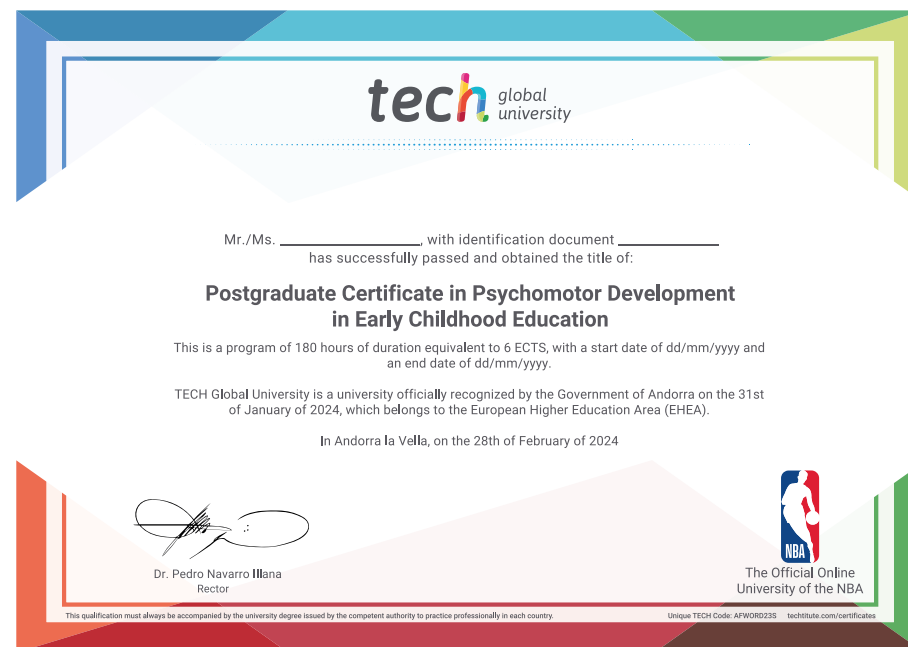 tech global university
Mr./Ms. ____________, with identification document ____________
has successfully passed and obtained the title of:
Postgraduate Certificate in Psychomotor Development
in Early Childhood Education
This is a program of 180 hours of duration equivalent to 6 ECTS, with a start date of dd/mm/yyyy and
an end date of dd/mm/yyyy.
TECH Global University is a university officially recognized by the Government of Andorra on the 31st
of January of 2024, which belongs to the European Higher Education Area (EHEA).
In Andorra la Vella, on the 28th of February of 2024
Dr. Pedro Navarro Illana
Rector
NBA
The Official Online
University of the NBA
This qualification must always be accompanied by the university degree issued by the competent authority to practice professionally in each country.
Unique TECH Code: AFWORD23S techtitute.com/certificates